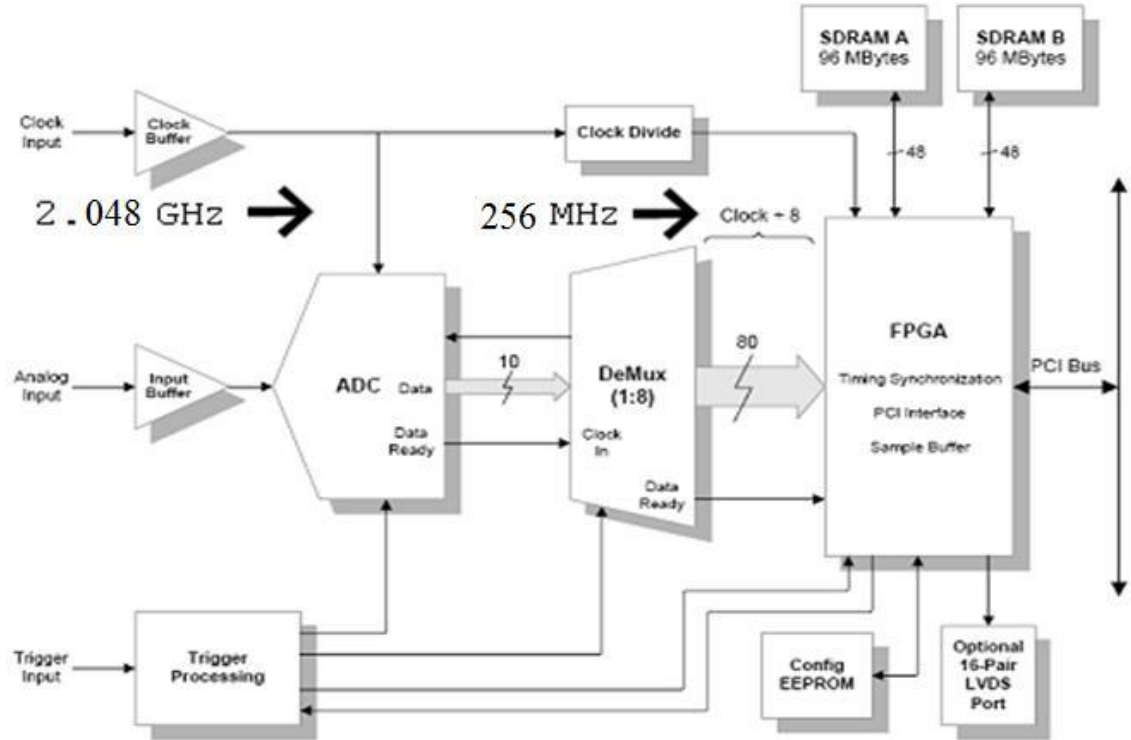 SDRAM A
96 MBytes
SDRAM B
96 MBytes
Clock
Input
Clock
Buffer
Clock Divide
48
48
2.048 GHz
256 MHz
Clock ÷ 8
Analog
Input
Input
Buffer
ADC
Data
Data
Ready
10
DeMux
(1:8)
Clock
In
Data
Ready
80
FPGA
Timing Synchronization
PCI Interface
Sample Buffer
PCI Bus
Trigger
Input
Trigger
Processing
Config
EEPROM
Optional
16-Pair
LVDS
Port